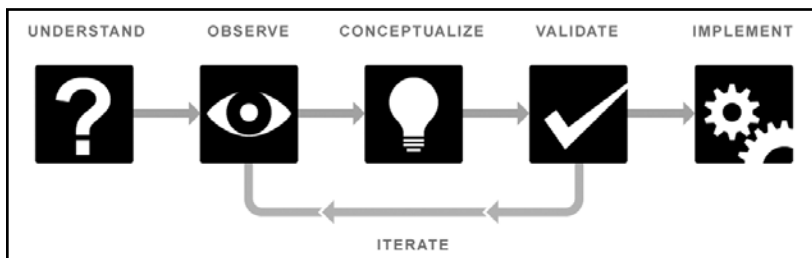 UNDERSTAND OBSERVE CONCEPTUALIZE VALIDATE IMPLEMENT
ITERATE